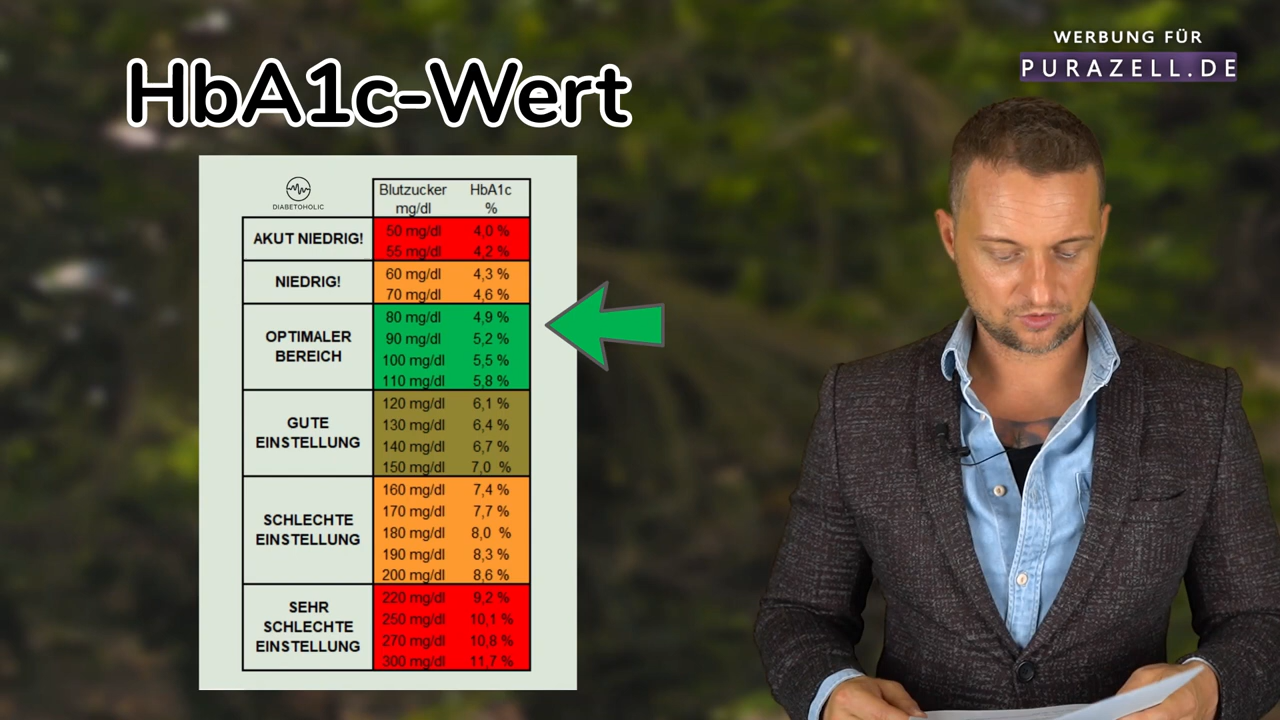 WERBUNG FÜR
PURAZELL.DE
HbA1c-Wert
DIABETOHOLIC
Blutzucker mg/dl HbA1c %
AKUT NIEDRIG!
50 mg/dl 4,0 %
55 mg/dl 4,2 %
NIEDRIG!
60 mg/dl 4,3 %
70 mg/dl 4,6 %
OPTIMALER
BEREICH
80 mg/dl 4,9 %
90 mg/dl 5,2 %
100 mg/dl 5,5 %
110 mg/dl 5,8 %
GUTE
EINSTELLUNG
120 mg/dl 6,1 %
130 mg/dl 6,4 %
140 mg/dl 6,7 %
150 mg/dl 7,0 %
SCHLECHTE
EINSTELLUNG
160 mg/dl 7,4 %
170 mg/dl 7,7 %
180 mg/dl 8,0 %
190 mg/dl 8,3 %
200 mg/dl 8,6 %
SEHR
SCHLECHTE
EINSTELLUNG
220 mg/dl 9,2 %
250 mg/dl 10,1 %
270 mg/dl 10,8 %
300 mg/dl 11,7 %